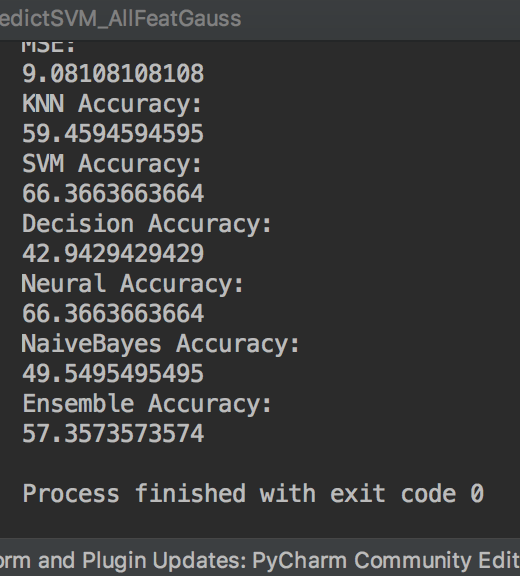 edictSVM_AllFeatGauss
MSE:
9.08108108108
KNN Accuracy:
59.4594594595
SVM Accuracy:
66.3663663664
Decision Accuracy:
42.9429429429
Neural Accuracy:
66.3663663664
NaiveBayes Accuracy:
49.5495495495
Ensemble Accuracy:
57.3573573574
Process finished with exit code 0
orm and Plugin Updates: PyCharm Community Edit